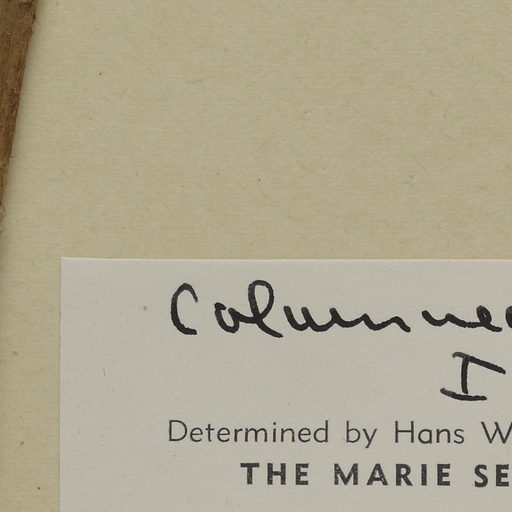 Columnea
I
Determined by Hans W
THE MARIE SE